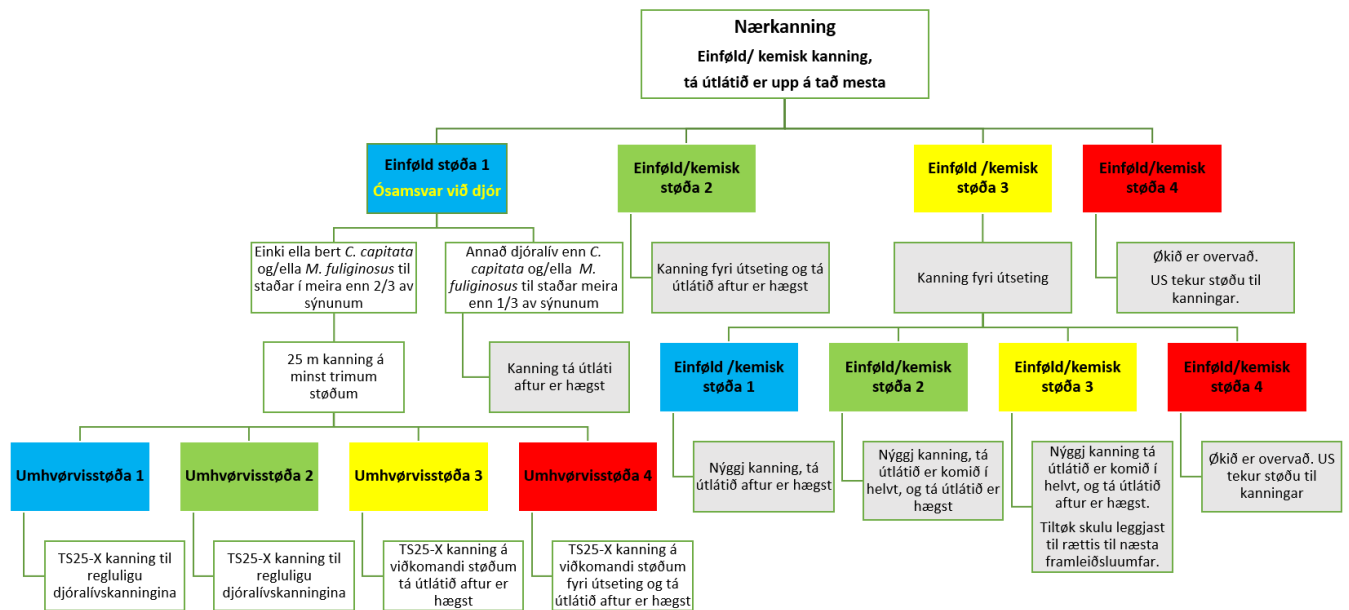 Nærkanning
Einføld/ kemisk kanning,
tá útlátið er upp á tað mesta
Einføld støða 1
Ósamsvar við djór
Einføld/kemisk
støða 2
Einføld /kemisk
støða 3
Einføld/kemisk
støða 4
Einki ella bert C. capitata
og/ella M. fuliginosus til
staðar í meira enn 2/3 av
sýnunum
Annað djóralív enn C.
capitata og/ella M.
fuliginosus til staðar meira
enn 1/3 av sýnunum
Kanning fyri útseting og tá
útlátið aftur er hægst
Kanning fyri útseting
Økið er overvað.
US tekur støðu til
kanningar.
25 m kanning á
minst trimum
støðum
Kanning tá útláti
aftur er hægst
Einføld /kemisk
støða 1
Einføld /kemisk
støða 2
Einføld /kemisk
støða 3
Einføld/kemisk
støða 4
Nýggj kanning, tá
útlátið aftur er hægst
Nýggj kanning, tá
útlátið er komið í
helvt, og tá útlátið er
hægst
Nýggj kanning tá
útlátið er komið í
helvt, og tá útlátið
aftur er hægst.
Tiltøk skulu leggjast
til rættis til næsta
framleiðsluumfar.
Økið er overvað. US
tekur støðu til
kanningar
Umhvørvisstøða 1
Umhvørvisstøða 2
Umhvørvisstøða 3
Umhvørvisstøða 4
TS25-X kanning til
regluligu
djóralívskanningina
TS25-X kanning til
regluligu
djóralívskanningina
TS25-X kanning á
viðkomandi støðum
tá útlátið aftur er
hægst
TS25-X kanning á
viðkomandi støðum
fyri útseting og tá
útlátið aftur er hægst